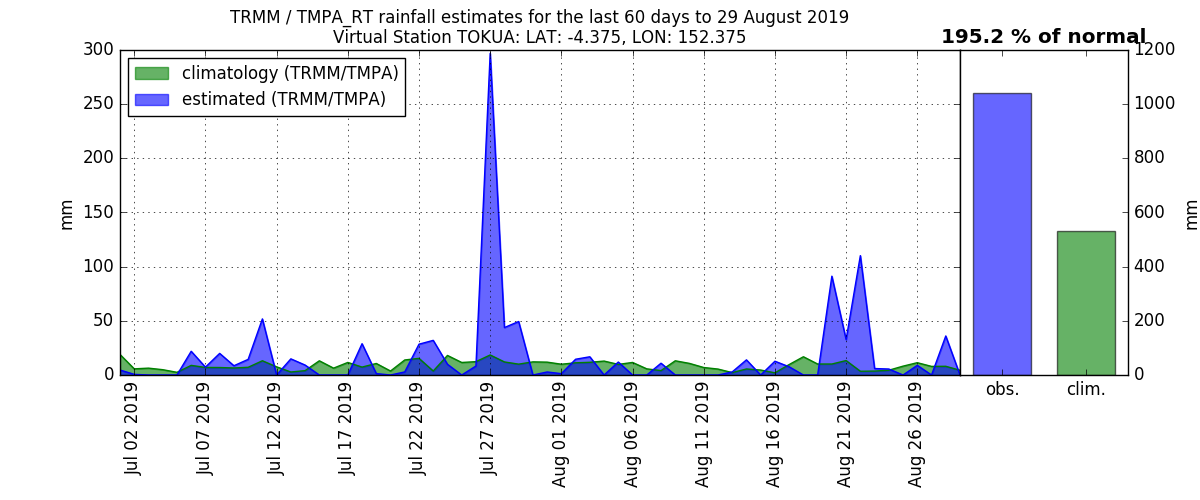 TRMM / TMPA_RT rainfall estimates for the last 60 days to 29 August 2019
Virtual Station TOKUA: LAT: -4.375, LON: 152.375
195.2 % of normal
climatology (TRMM/TMPA)
estimated (TRMM/TMPA)
mm
300
250
200
150
100
50
0
Jul 02 2019
Jul 07 2019
Jul 12 2019
Jul 17 2019
Jul 22 2019
Jul 27 2019
Aug 01 2019
Aug 06 2019
Aug 11 2019
Aug 16 2019
Aug 21 2019
Aug 26 2019
1200
1000
800
600
400
200
0
mm
obs.
clim.